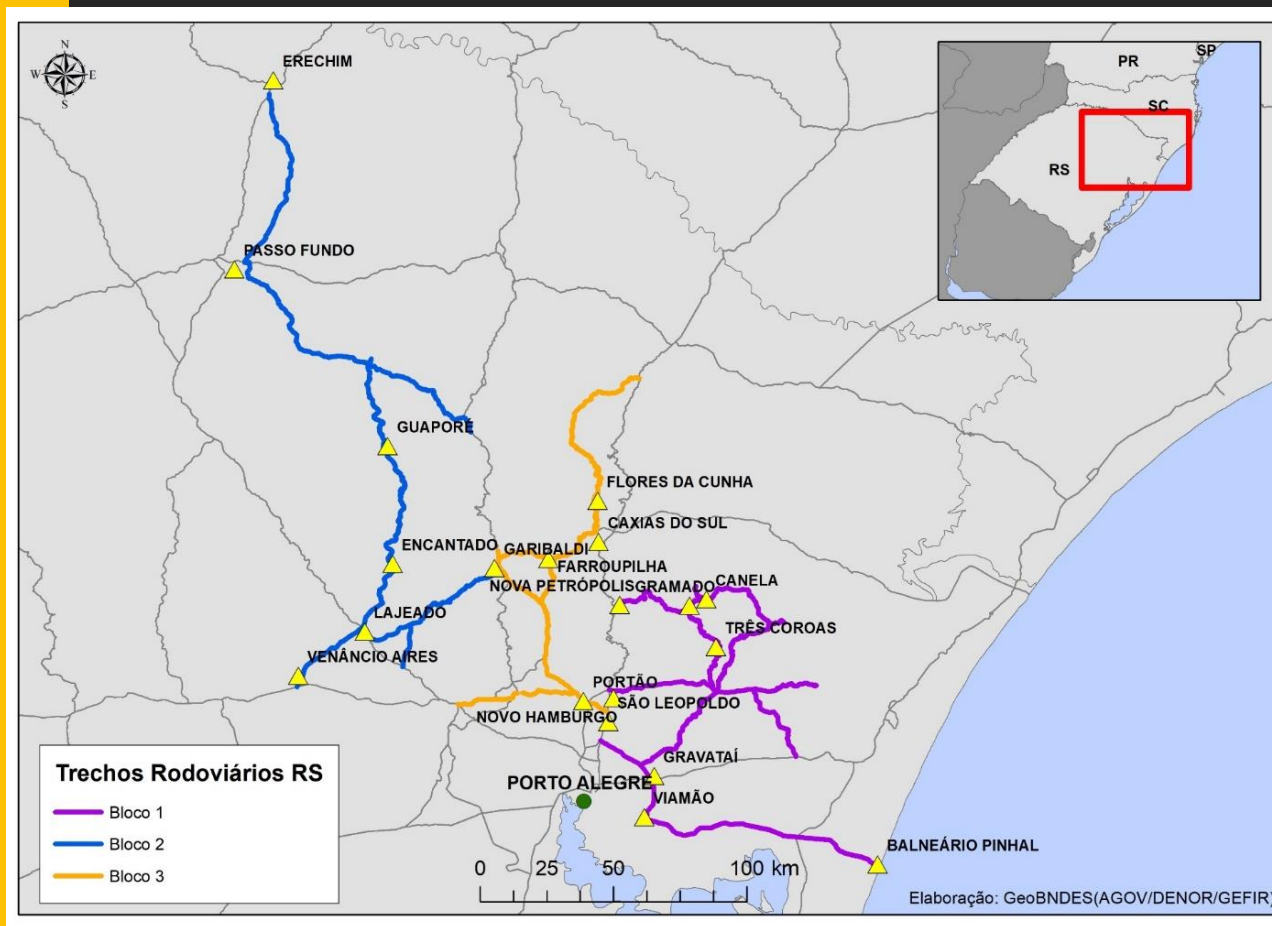 N
W E
S
ERECHIM
PASSO FUNDO
GUAPORÉ
FLORES DA CUNHA
CAXIAS DO SUL
ENCANTADO
GARIBALDI
FARROUPILHA
NOVA PETRÓPOLIS
GRAMADO
CANELA
LAJEADO
TRÊS COROAS
VENÂNCIO AIRES
PORTÃO
SÃO LEOPOLDO
NOVO HAMBURGO
GRAVATAÍ
PORTO ALEGRE
VIAMÃO
BALNEÁRIO PINHAL
PR
SP
SC
RS
Trechos Rodoviários RS
Bloco 1
Bloco 2
Bloco 3
0 25 50 100 km
Elaboração: GeoBNDES(AGOV/DENOR/GEFIR)